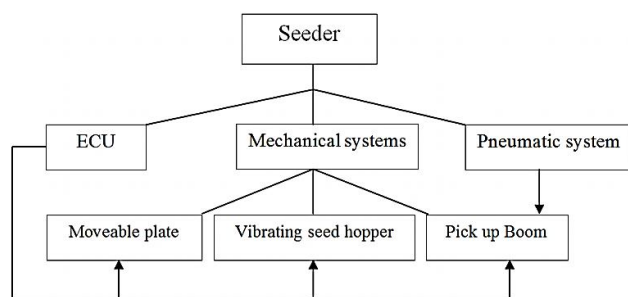 Seeder
ECU
Mechanical systems
Pneumatic system
Moveable plate
Vibrating seed hopper
Pick up Boom